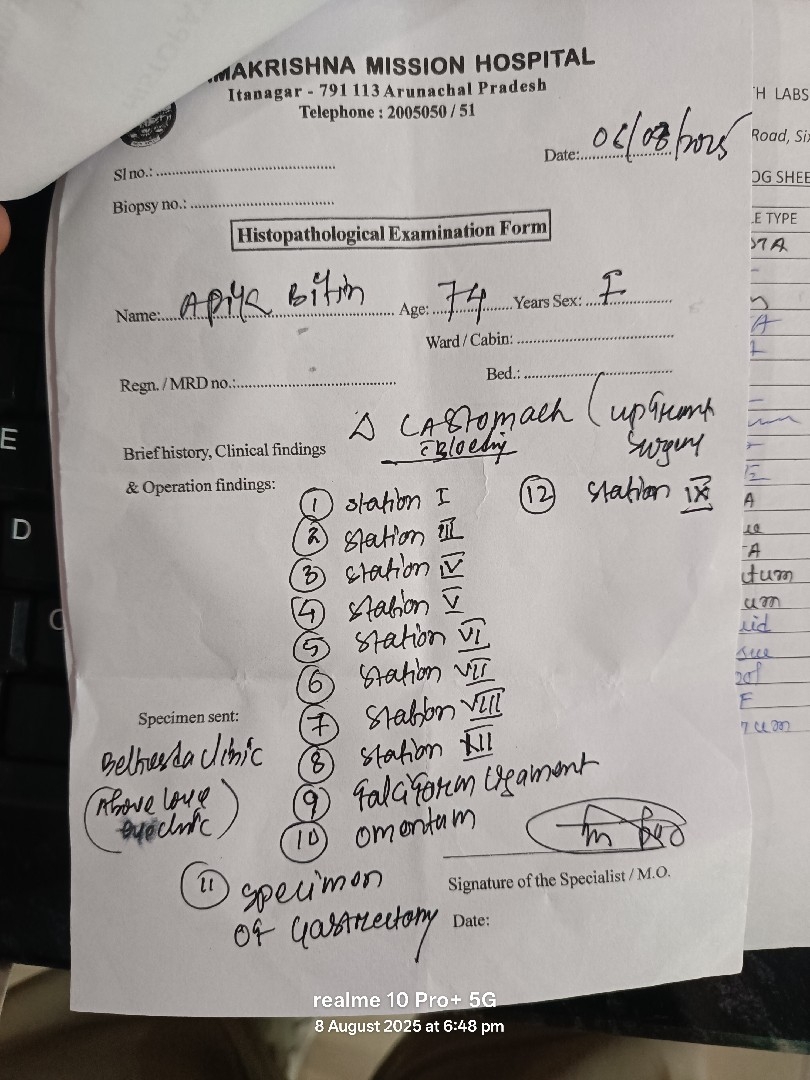 MAKRISHNA MISSION HOSPITAL
Itanagar - 791 113 Arunachal Pradesh
Telephone : 2005050 / 51
Date: 06/08/2025
Sl no.:
Biopsy no.:
Histopathological Examination Form
Name: Age: 74 Years Sex: F
Ward / Cabin:
Regn. / MRD no.:
Bed.:
Δ CA Stomach (upfront
Surgery
Brief history, Clinical findings
& Operation findings:
① Station I
② Station III
③ Station IV
④ Station V
⑤ Station VI
⑥ Station VII
⑦ Station VIII
⑧ Station XII
⑨ Falciform Ligament
⑩ Omentum
⑪ Specimen
of Gastrectomy
⑫ Station IX
Specimen sent:
Bethesda clinic
(Above Love
eye clinic)
Signature of the Specialist / M.O.
Date:
H LABS
Road, Si
OG SHEE
E TYPE
realme 10 Pro+ 5G
8 August 2025 at 6:48 pm